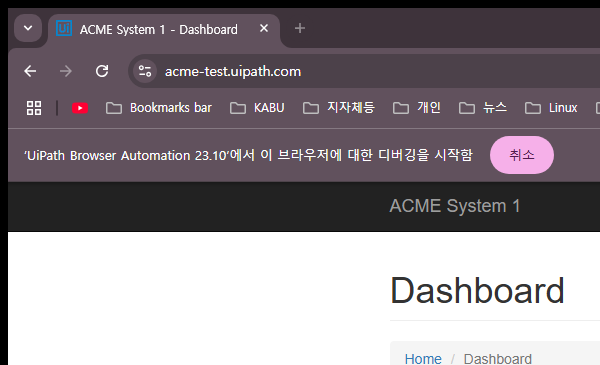 ACME System 1 - Dashboard
acme-test.uipath.com
Bookmarks bar KABU 지자체등 개인 뉴스 Linux
'UiPath Browser Automation 23.10'에서 이 브라우저에 대한 디버깅을 시작함 취소
ACME System 1
Dashboard
Home / Dashboard